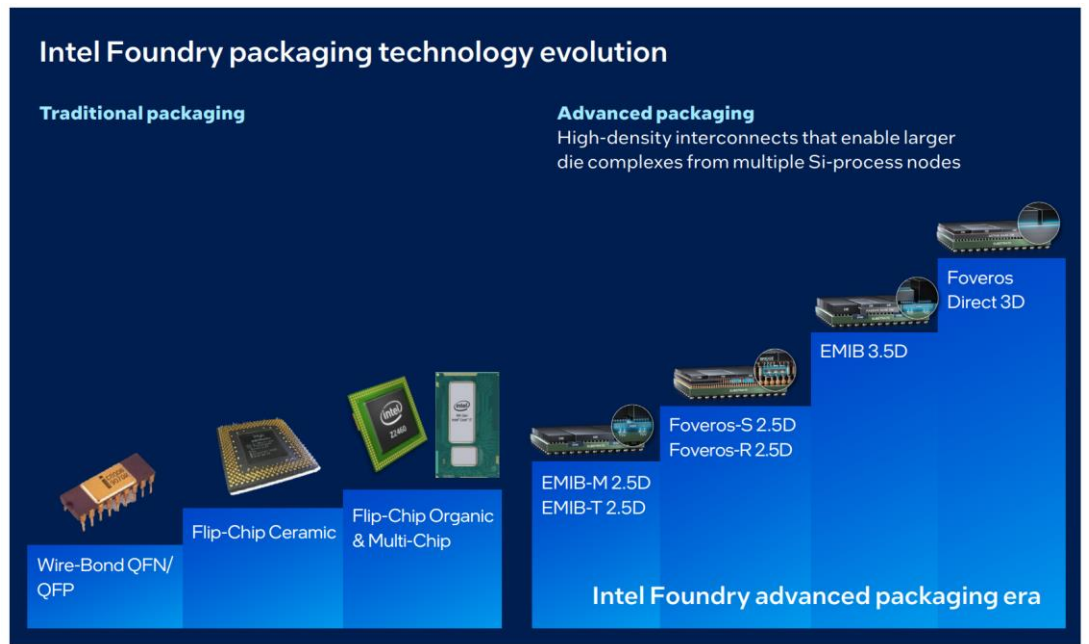 Intel Foundry packaging technology evolution
Traditional packaging
Advanced packaging
High-density interconnects that enable larger
die complexes from multiple Si-process nodes
Wire-Bond QFN/
QFP
Flip-Chip Ceramic
intel
Z2460
Flip-Chip Organic
& Multi-Chip
EMIB-M 2.5D
EMIB-T 2.5D
Foveros-S 2.5D
Foveros-R 2.5D
EMIB 3.5D
Foveros
Direct 3D
Intel Foundry advanced packaging era